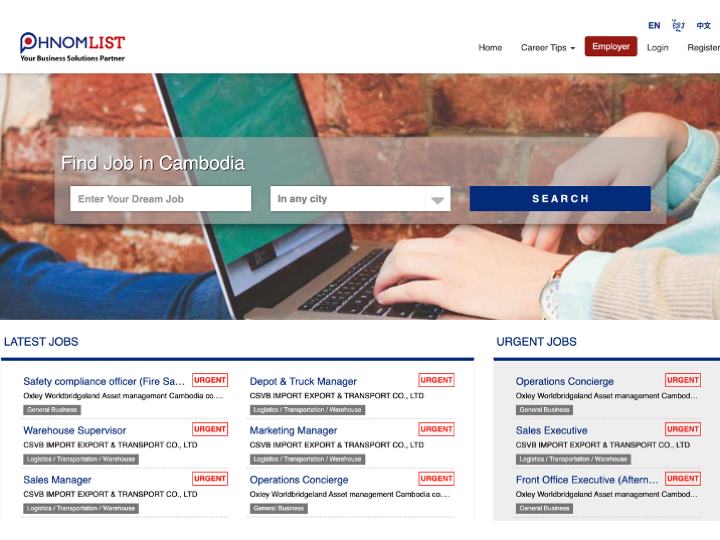 EN ខ្មែរ 中文
PHNOMLIST
Your Business Solutions Partner
Home Career Tips Employer Login Register
Find Job in Cambodia
Enter Your Dream Job In any city SEARCH
LATEST JOBS
Safety compliance officer (Fire Sa... URGENT
Oxley Worldbridgeland Asset management Cambodia co....
General Business
Depot & Truck Manager URGENT
CSVB IMPORT EXPORT & TRANSPORT CO., LTD
Logistics / Transportation / Warehouse
Warehouse Supervisor URGENT
CSVB IMPORT EXPORT & TRANSPORT CO., LTD
Logistics / Transportation / Warehouse
Marketing Manager URGENT
CSVB IMPORT EXPORT & TRANSPORT CO., LTD
Logistics / Transportation / Warehouse
Sales Manager URGENT
CSVB IMPORT EXPORT & TRANSPORT CO., LTD
Logistics / Transportation / Warehouse
Operations Concierge URGENT
Oxley Worldbridgeland Asset management Cambodia co....
General Business
URGENT JOBS
Operations Concierge URGENT
Oxley Worldbridgeland Asset management Cambod...
General Business
Sales Executive URGENT
CSVB IMPORT EXPORT & TRANSPORT CO., LTD
Logistics / Transportation / Warehouse
Front Office Executive (Aftern... URGENT
Oxley Worldbridgeland Asset management Cambod...
General Business